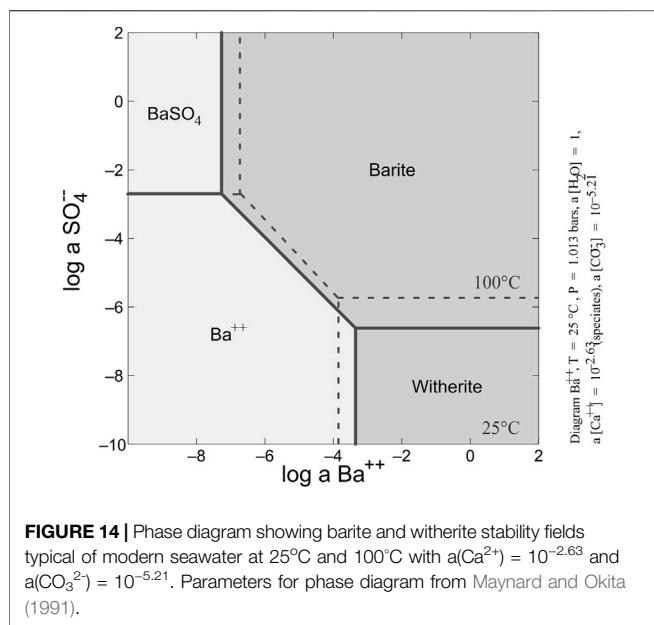 2
0
−2
−4
−6
−8
−10
log a SO₄⁻⁻
BaSO₄
Barite
100°C
Ba⁺⁺
Witherite
25°C
−8
−6
−4
−2
0
2
log a Ba⁺⁺
Diagram Ba⁺⁺, T = 25 °C , P = 1.013 bars, a [H₂O] = 1,
a [Ca⁺⁺] = 10⁻²·⁶³ (speciates), a [CO₃⁻⁻] = 10⁻⁵·²¹
FIGURE 14 | Phase diagram showing barite and witherite stability fields
typical of modern seawater at 25°C and 100°C with a(Ca²⁺) = 10⁻²·⁶³ and
a(CO₃²⁻) = 10⁻⁵·²¹. Parameters for phase diagram from Maynard and Okita
(1991).